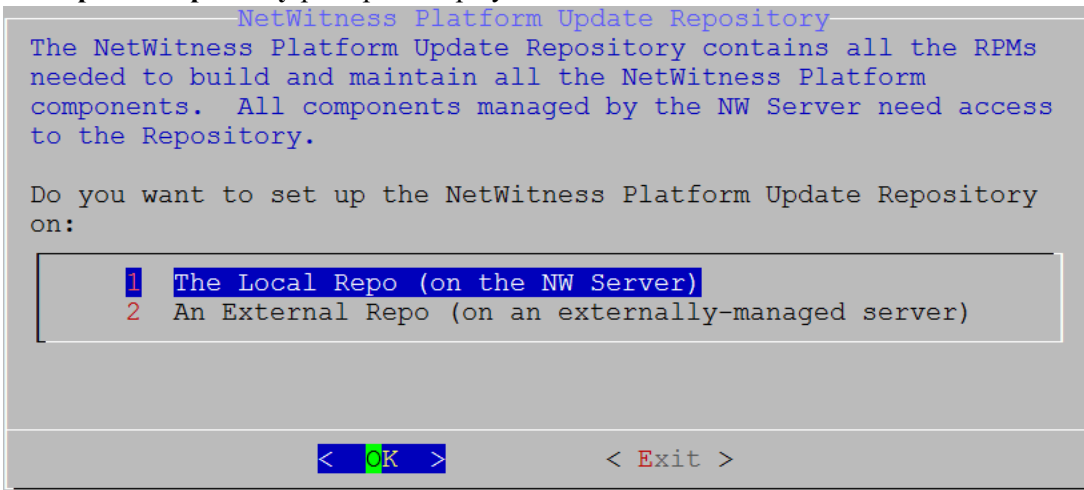 NetWitness Platform Update Repository
The NetWitness Platform Update Repository contains all the RPMs
needed to build and maintain all the NetWitness Platform
components.  All components managed by the NW Server need access
to the Repository.
Do you want to set up the NetWitness Platform Update Repository
on:
1 The Local Repo (on the NW Server)
2 An External Repo (on an externally-managed server)
< OK > < Exit >